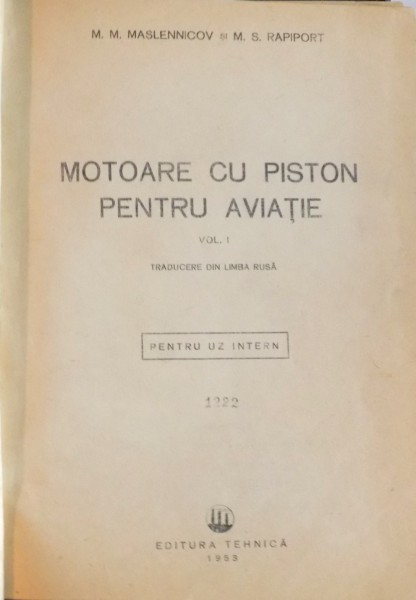 M. M. MASLENNICOV ȘI M. S. RAPIPORT
MOTOARE CU PISTON
PENTRU AVIAȚIE
VOL. I
TRADUCERE DIN LIMBA RUSĂ
PENTRU UZ INTERN
1222
EDITURA TEHNICĂ
1953